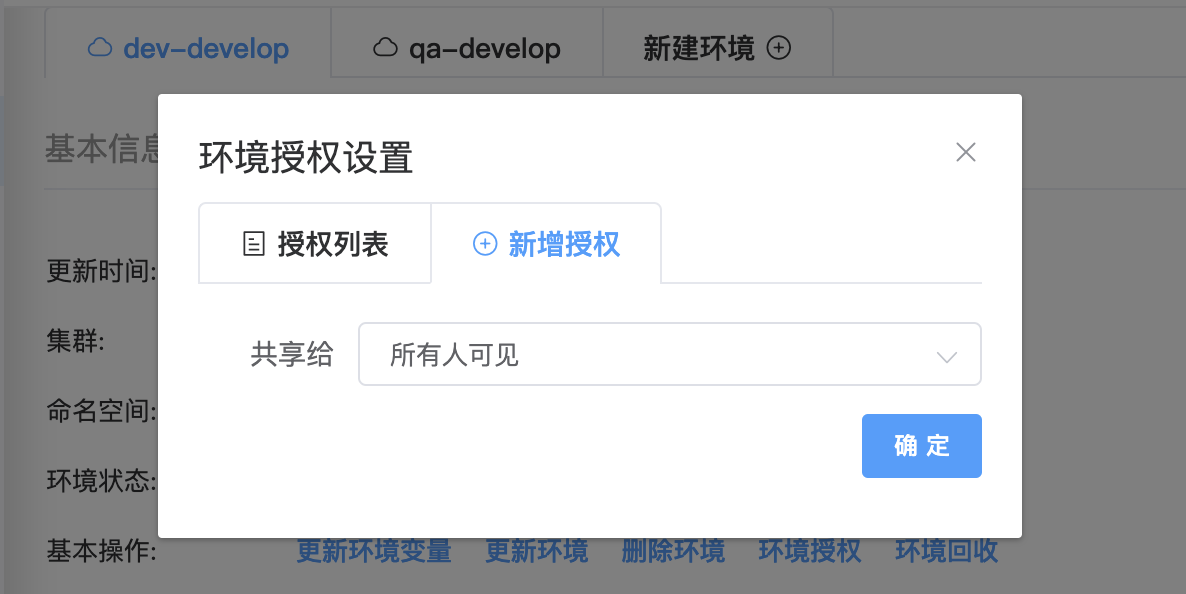 dev-develop
qa-develop
新建环境
基本信息
环境授权设置
授权列表
新增授权
更新时间:
共享给
所有人可见
集群:
命名空间:
确 定
环境状态:
基本操作:
更新环境变量
更新环境
删除环境
环境授权
环境回收